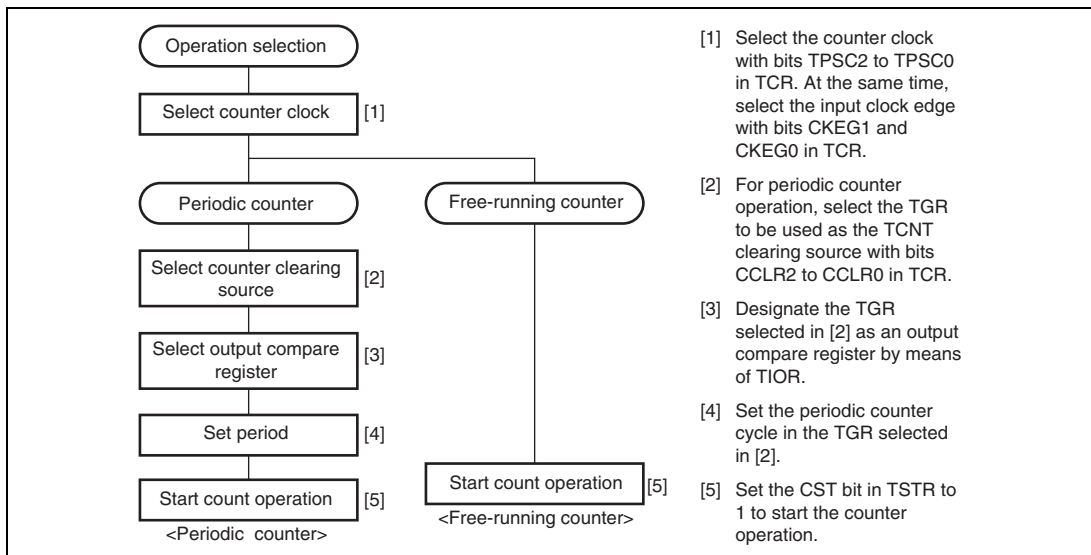 Operation selection
Select counter clock
[1]
Periodic counter
Free-running counter
Select counter clearing
source
[2]
Select output compare
register
[3]
Set period
[4]
Start count operation
[5]
<Periodic counter>
Start count operation
[5]
<Free-running counter>
[1] Select the counter clock
with bits TPSC2 to TPSC0
in TCR. At the same time,
select the input clock edge
with bits CKEG1 and
CKEG0 in TCR.
[2] For periodic counter
operation, select the TGR
to be used as the TCNT
clearing source with bits
CCLR2 to CCLR0 in TCR.
[3] Designate the TGR
selected in [2] as an output
compare register by means
of TIOR.
[4] Set the periodic counter
cycle in the TGR selected
in [2].
[5] Set the CST bit in TSTR to
1 to start the counter
operation.